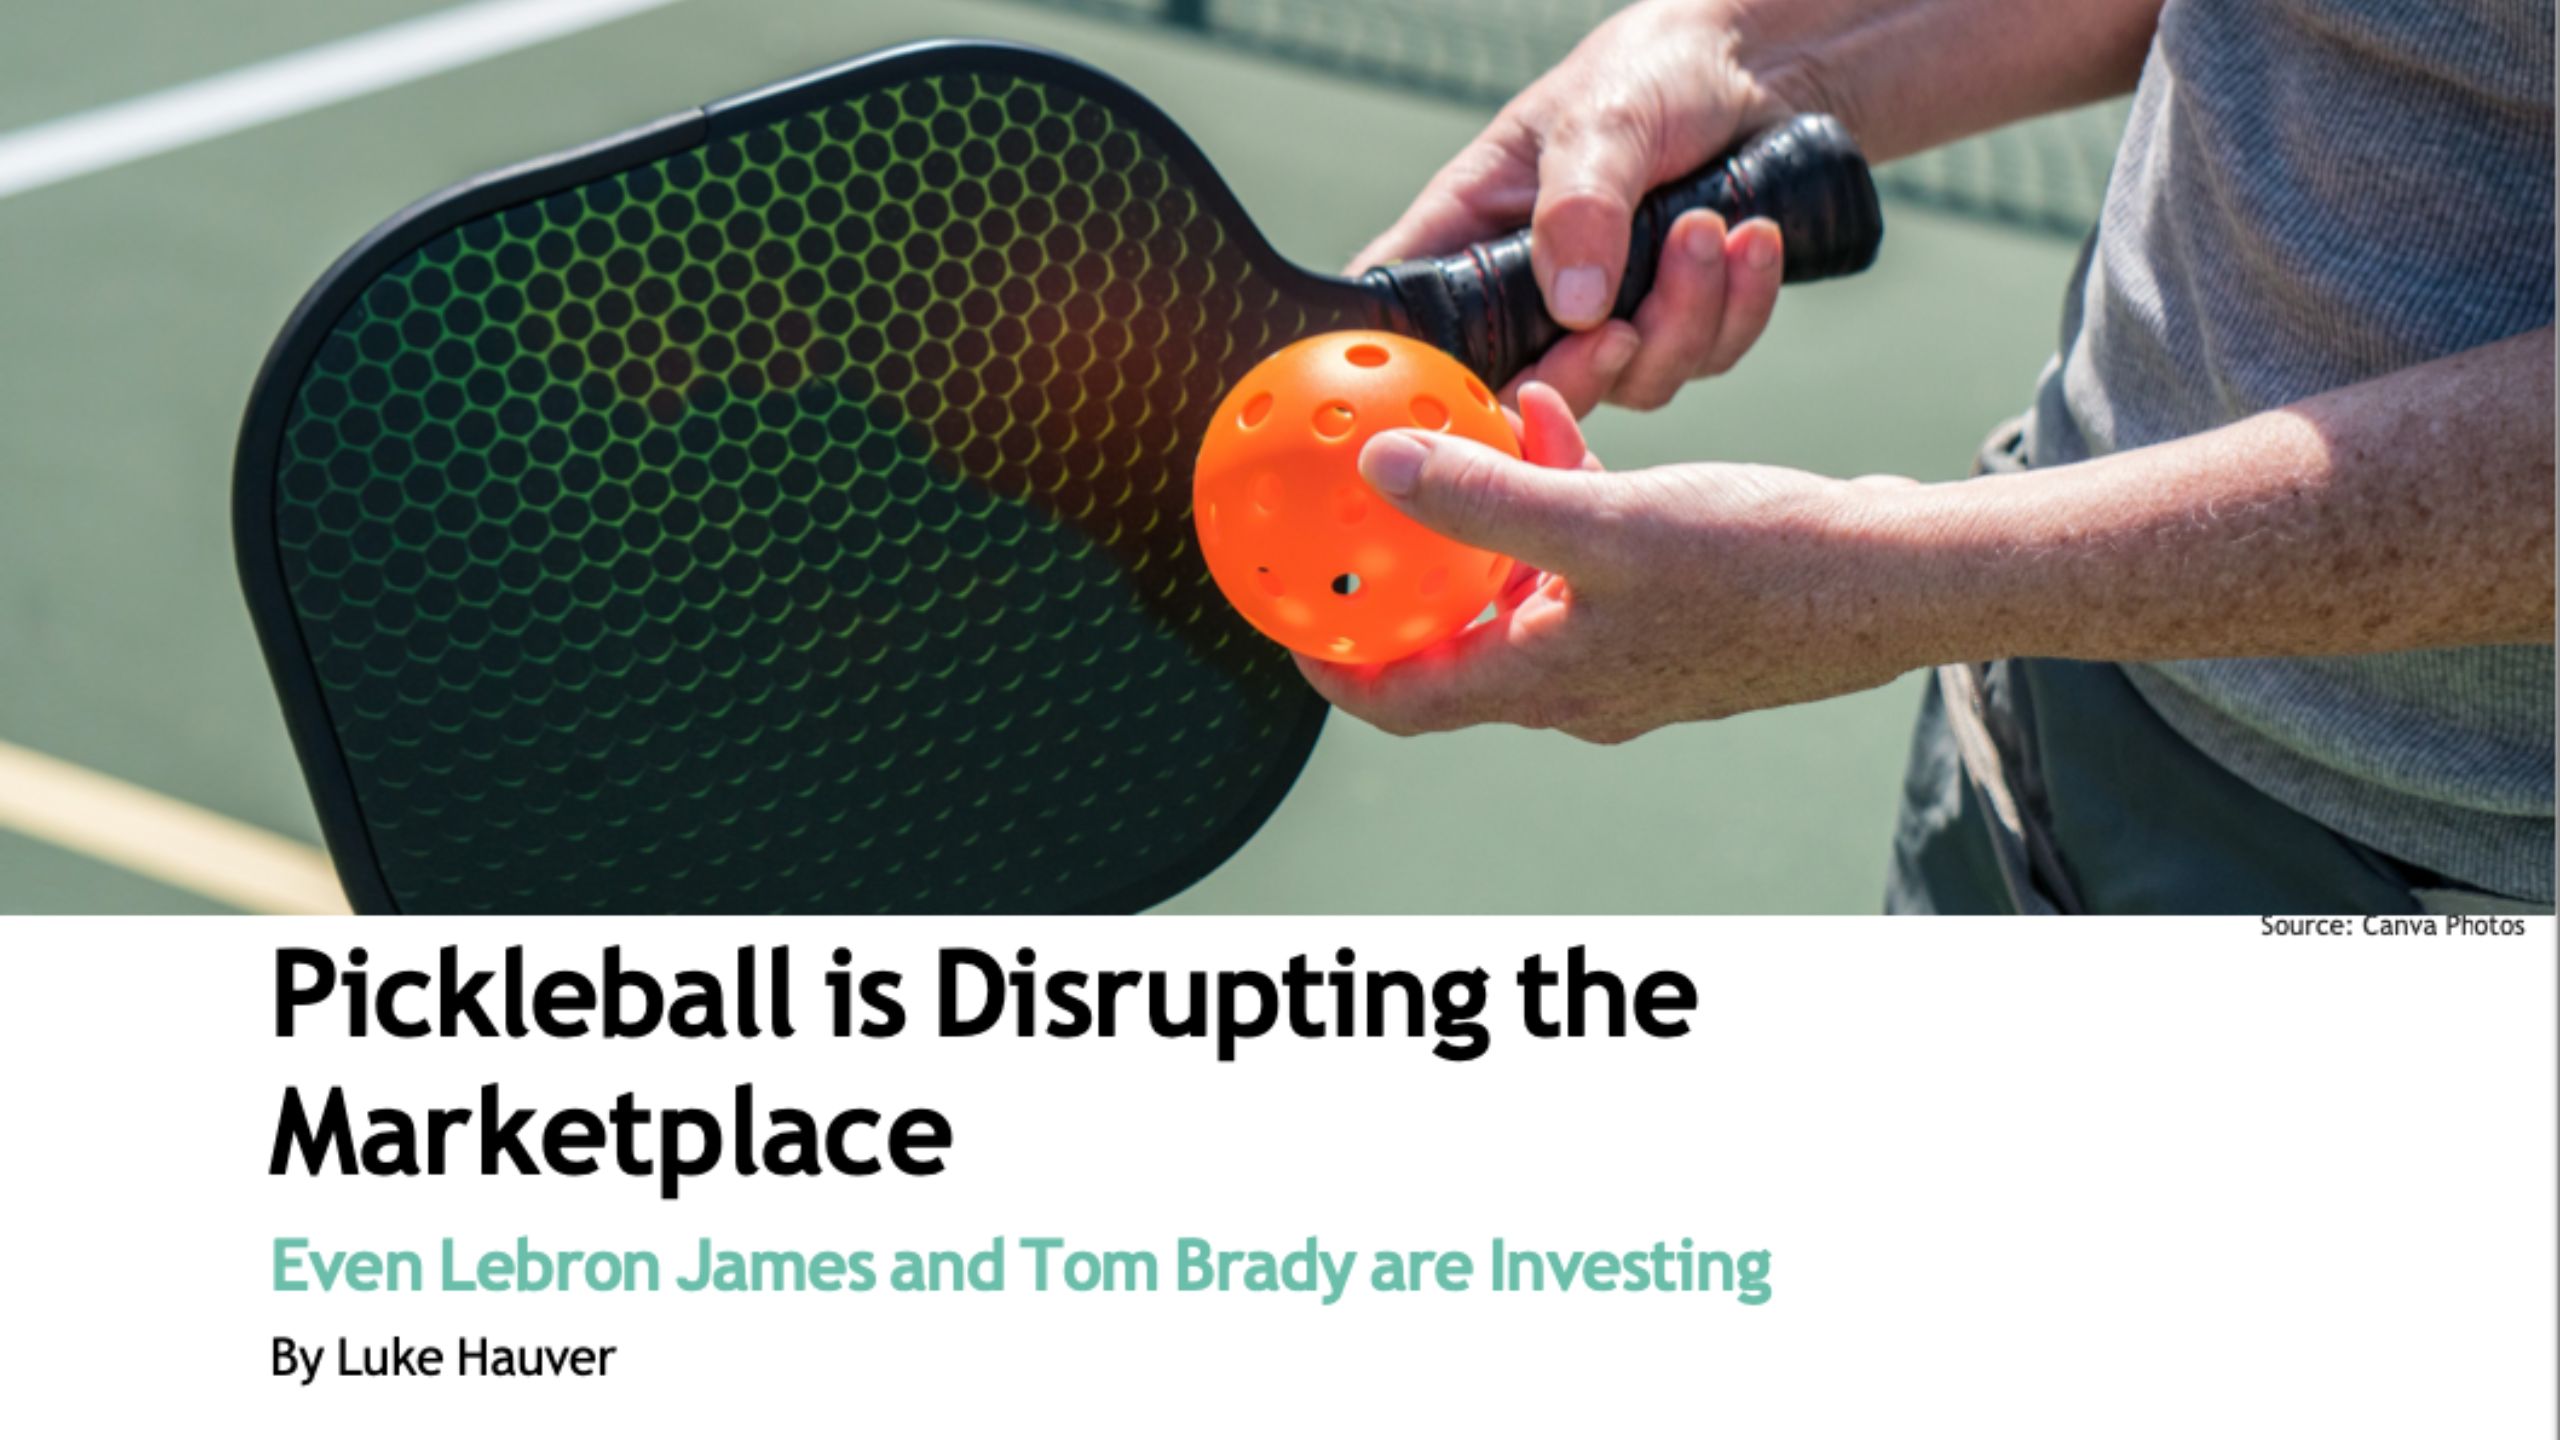 Source: Canva Photos
Pickleball is Disrupting the
Marketplace
Even Lebron James and Tom Brady are Investing
By Luke Hauver